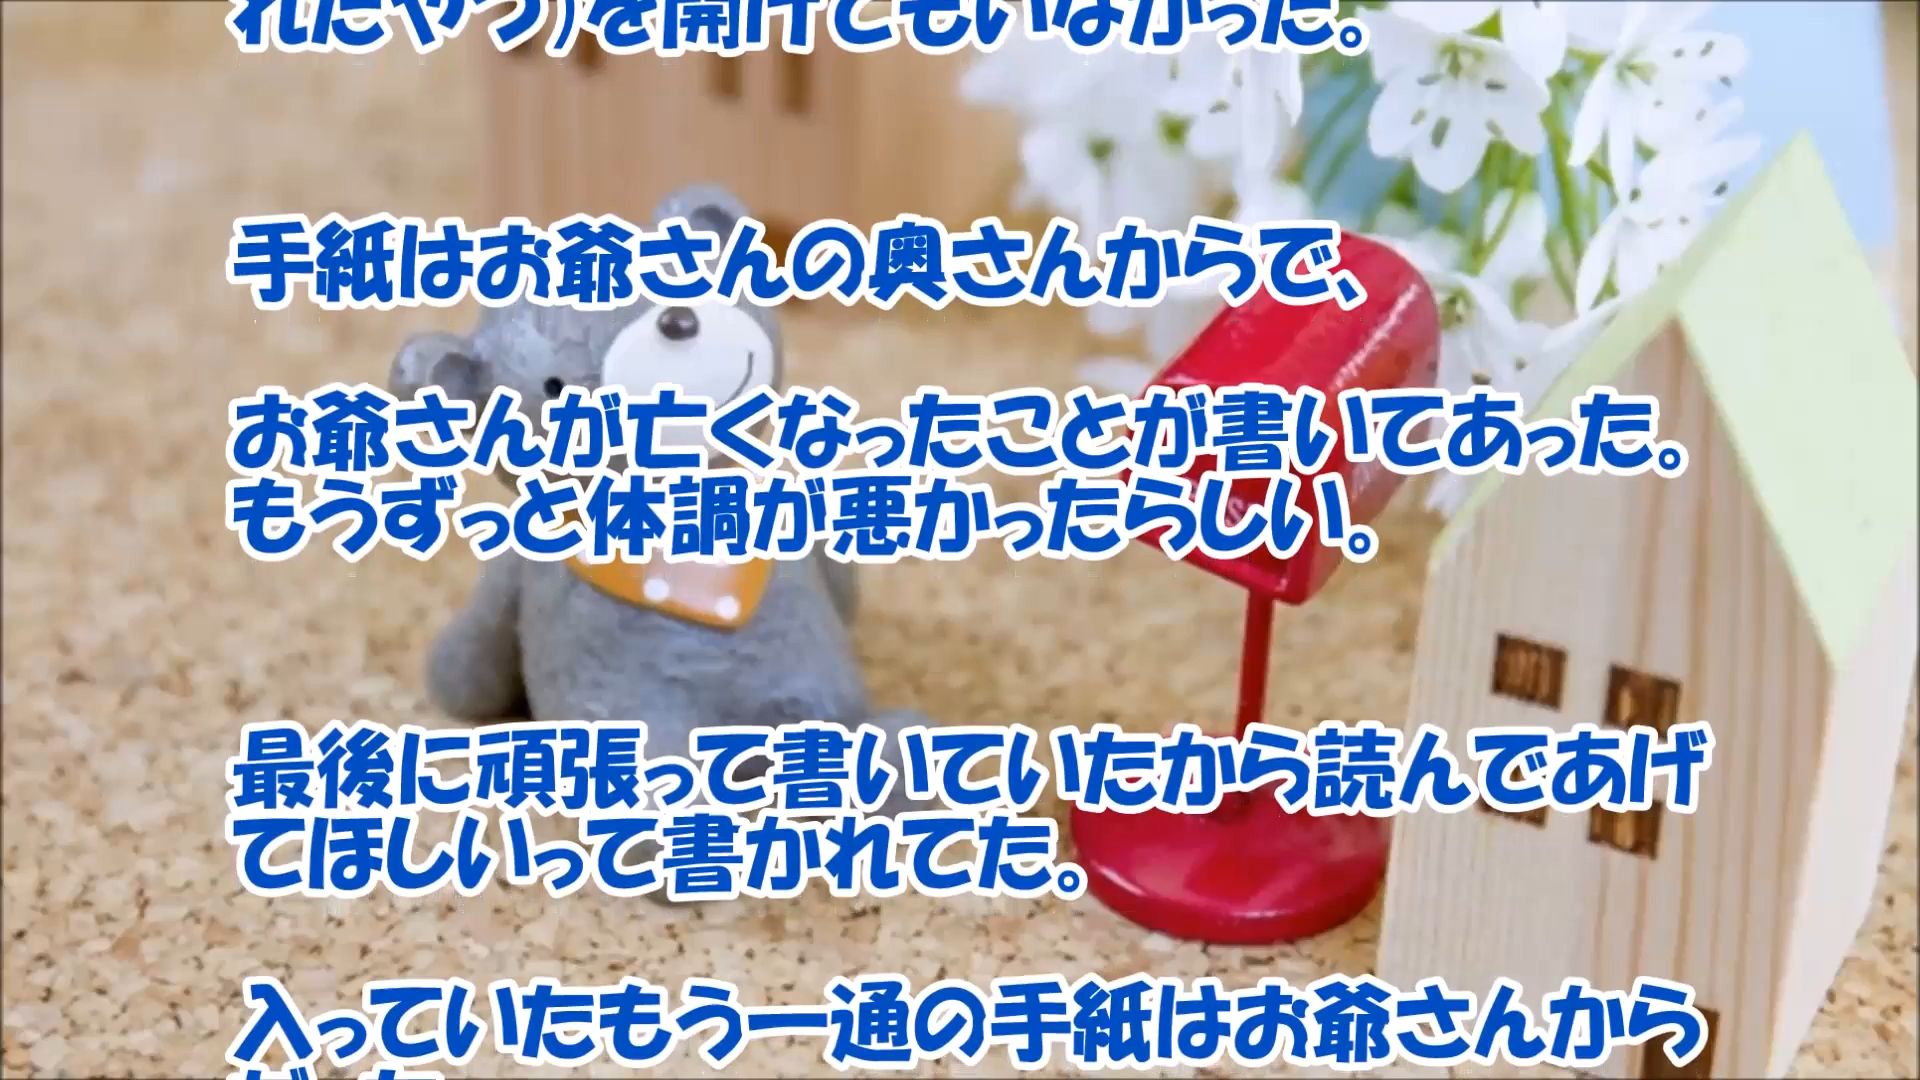 れたやつ)を開けてもいなかった。
手紙はお爺さんの奥さんからで、
お爺さんが亡くなったことが書いてあった。
もうずっと体調が悪かったらしい。
最後に頑張って書いていたから読んであげ
てほしいって書かれてた。
入っていたもう一通の手紙はお爺さんから